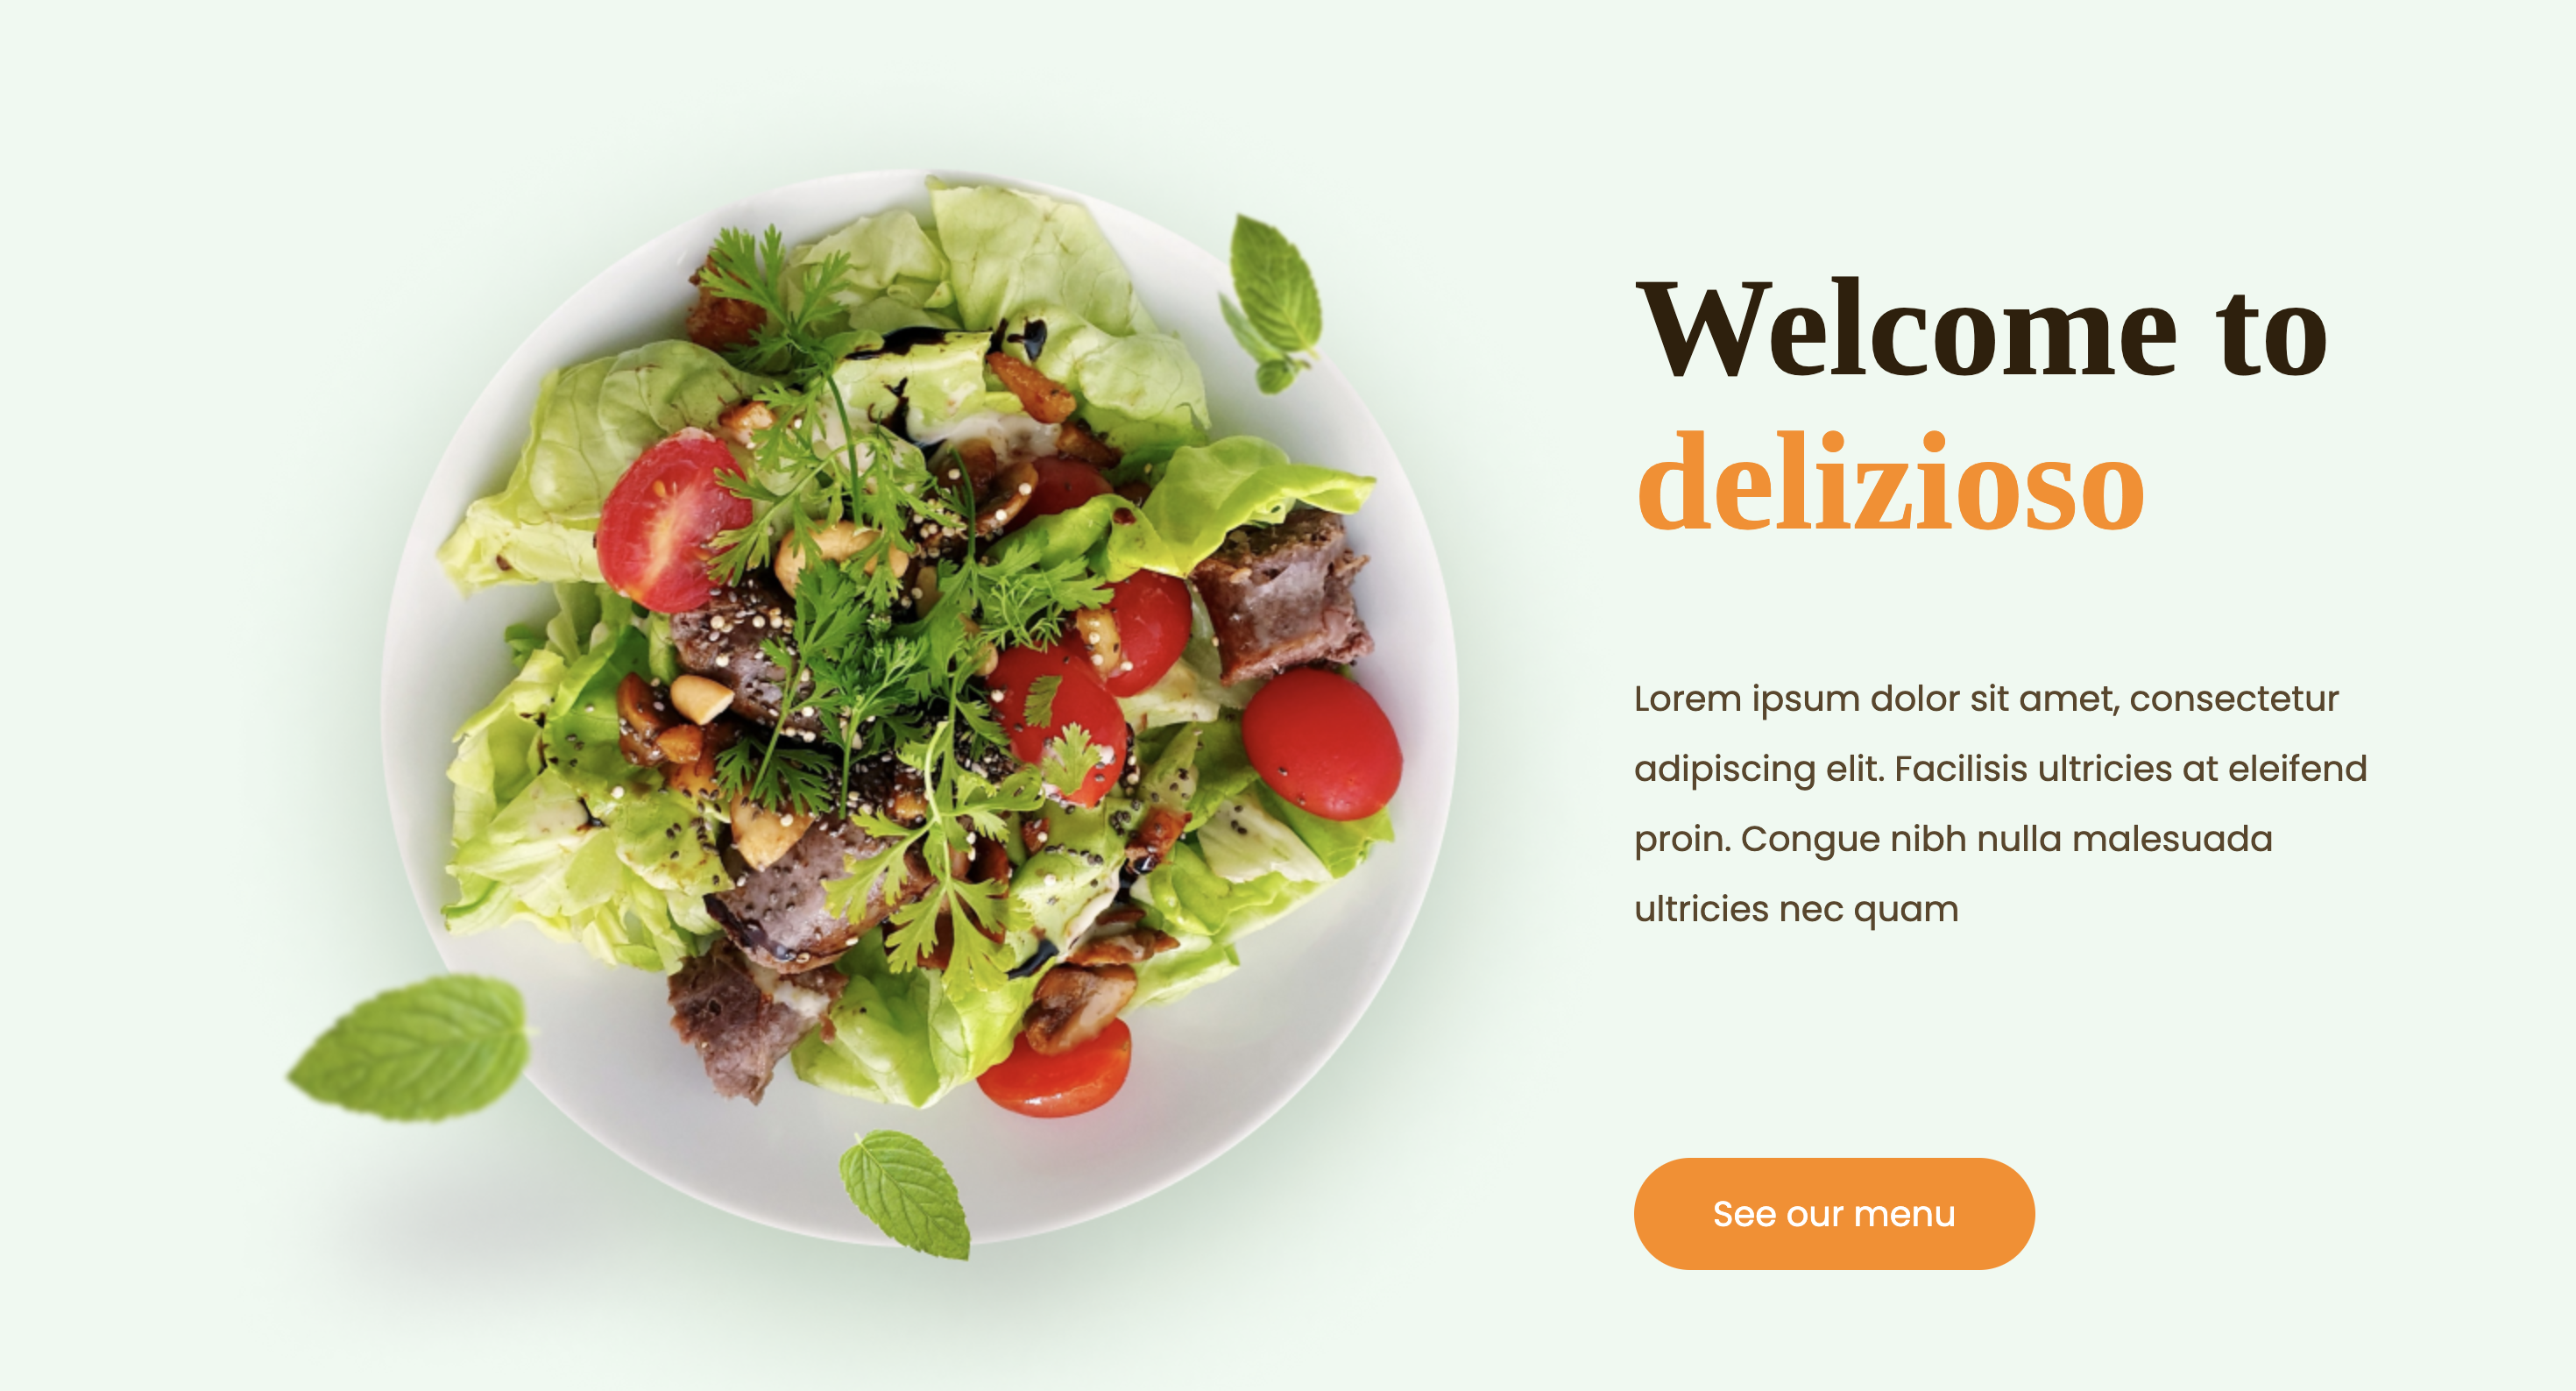 Welcome to
delizioso
Lorem ipsum dolor sit amet, consectetur
adipiscing elit. Facilisis ultricies at eleifend
proin. Congue nibh nulla malesuada
ultricies nec quam
See our menu